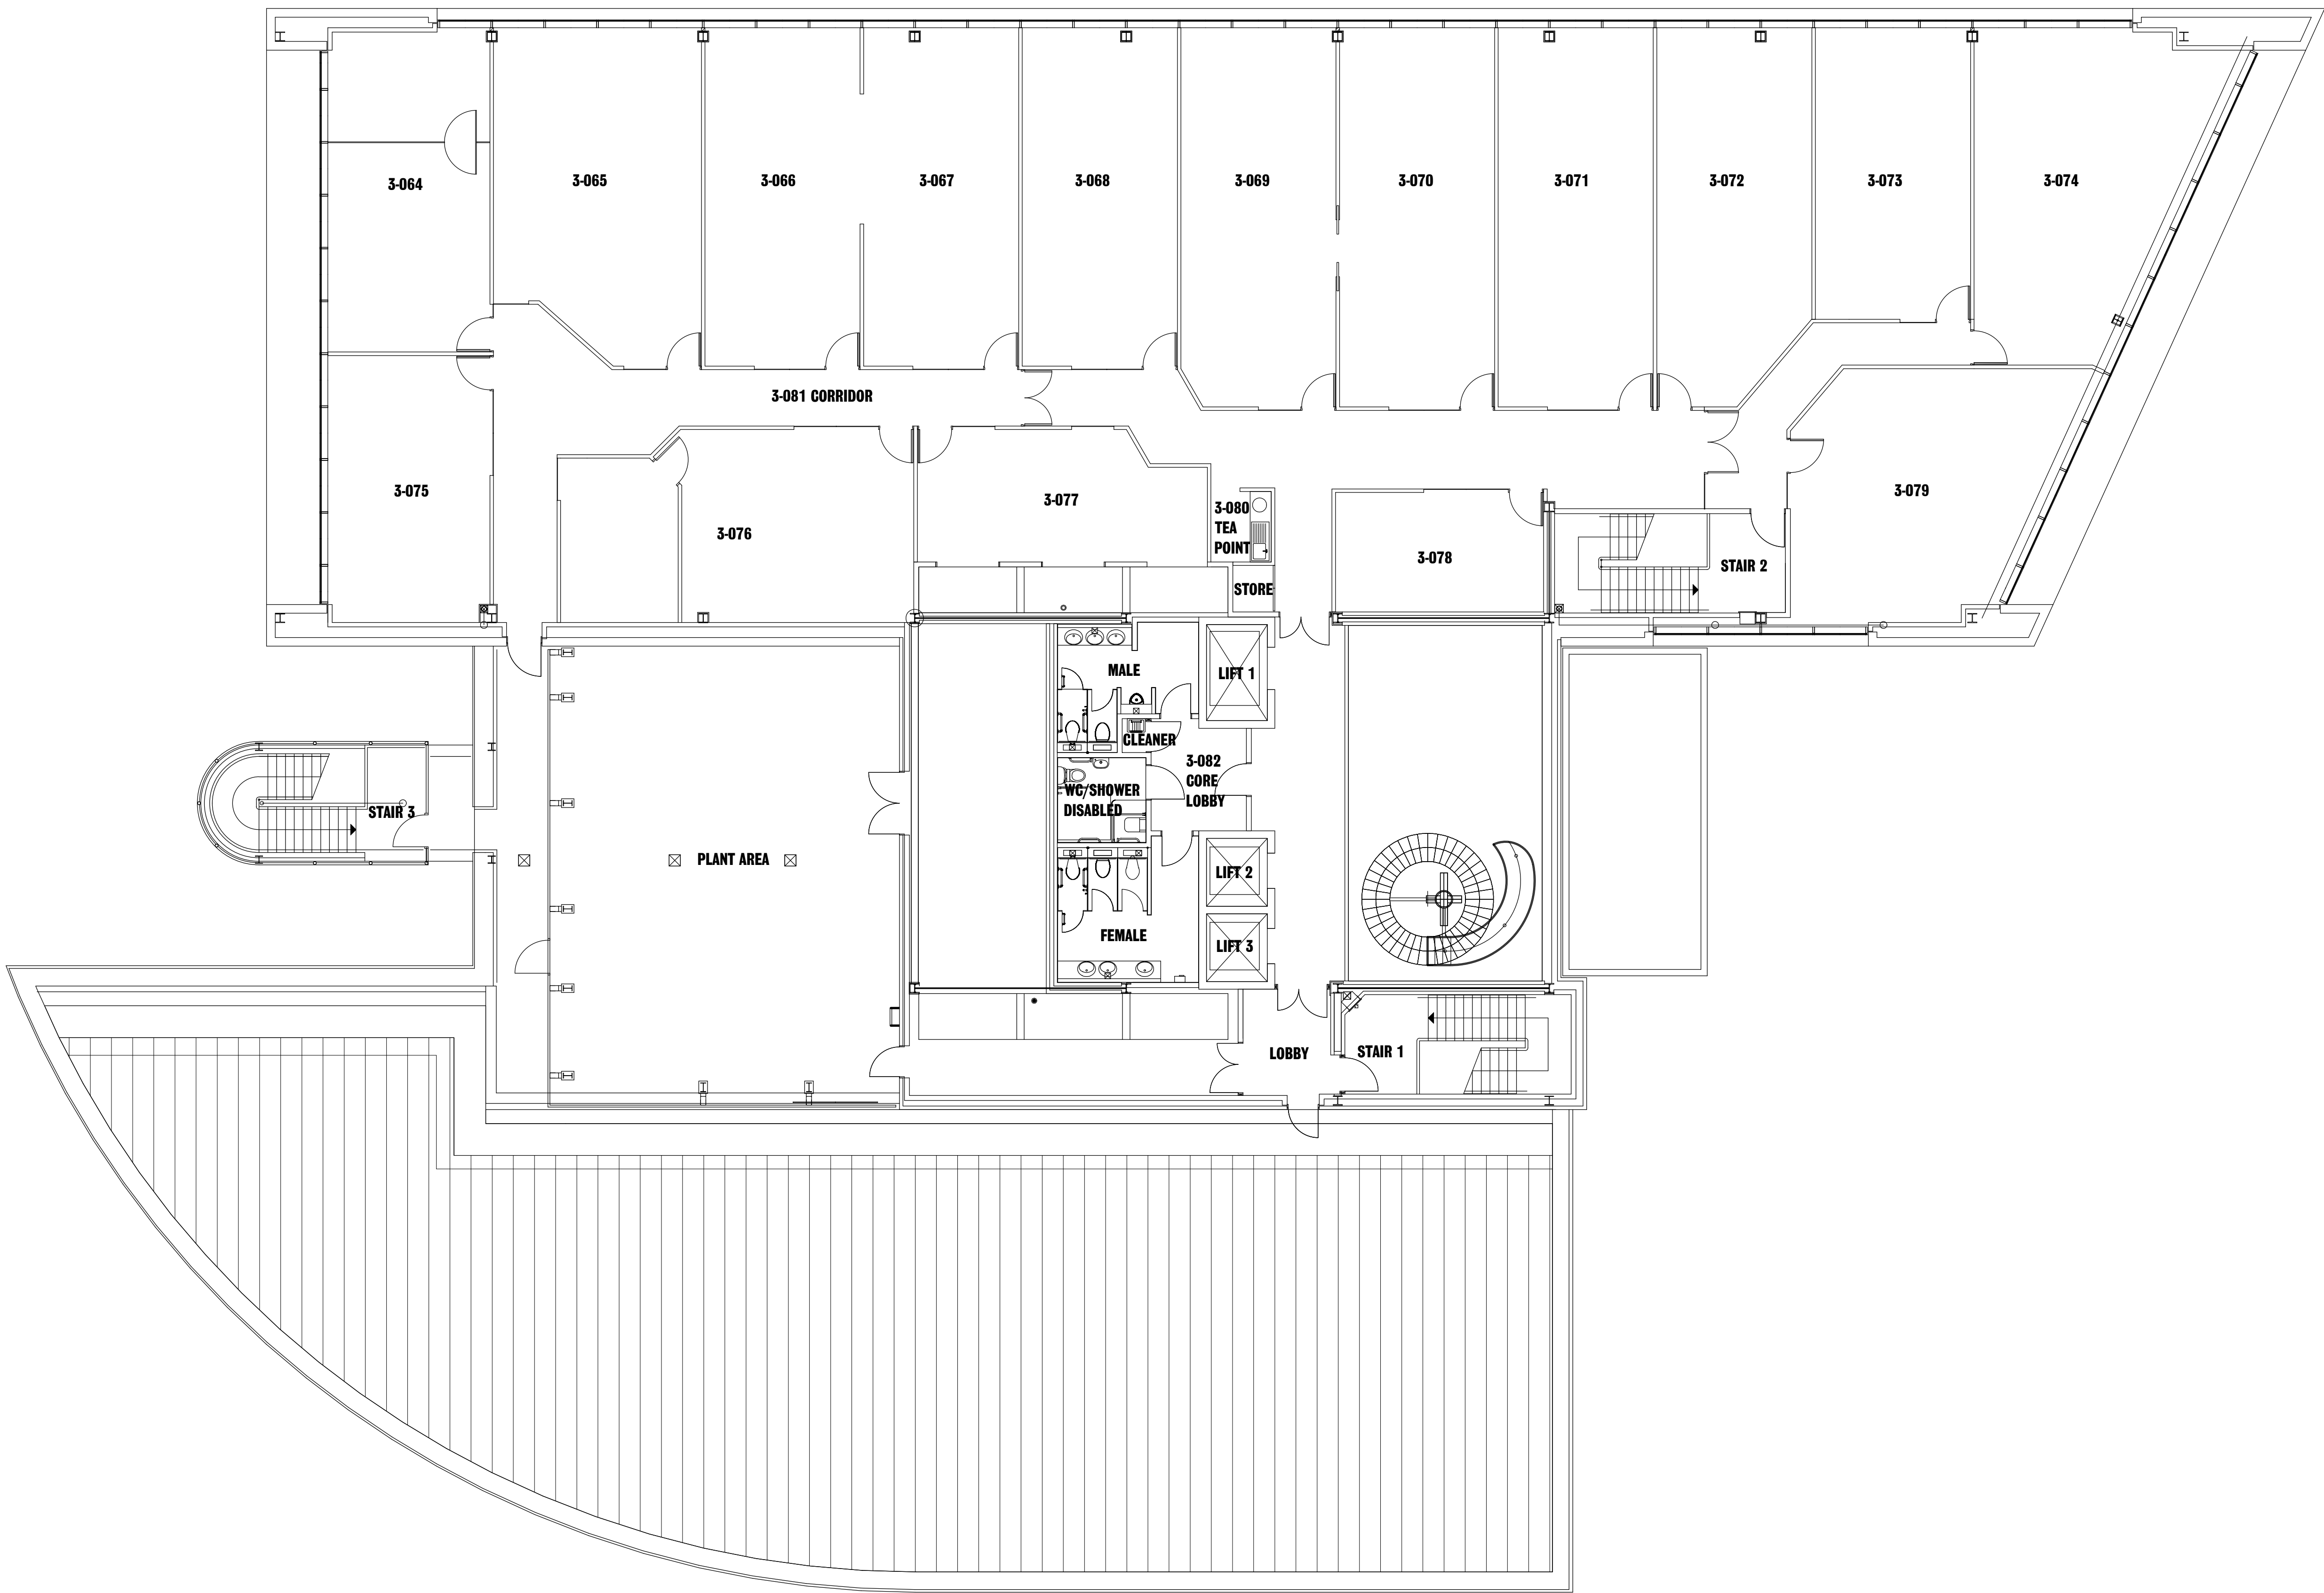 3-064
3-065
3-066
3-067
3-068
3-069
3-070
3-071
3-072
3-073
3-074
3-081 CORRIDOR
3-075
3-076
3-077
3-080
TEA
POINT
STORE
3-078
STAIR 2
3-079
MALE
LIFT 1
CLEANER
3-082
CORE
LOBBY
WC/SHOWER
DISABLED
STAIR 3
PLANT AREA
LIFT 2
FEMALE
LIFT 3
LOBBY
STAIR 1